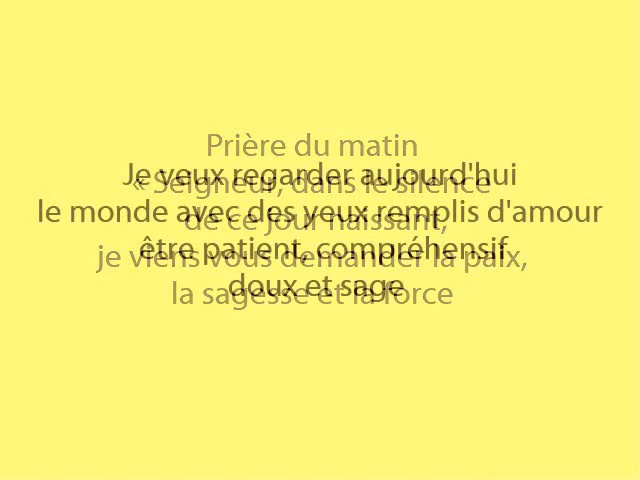 Prière du matin
« Seigneur, dans le silence
de ce jour naissant,
je viens vous demander la paix,
la sagesse et la force
Je veux regarder aujourd'hui
le monde avec des yeux remplis d'amour
être patient, compréhensif
doux et sage